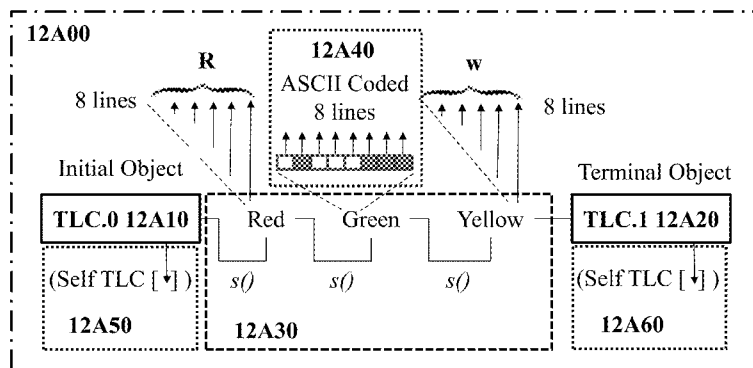 12A00
R
12A40
w
ASCII Coded
8 lines
8 lines
8 lines
Initial Object
Terminal Object
TLC.0 12A10
Red
Green
Yellow
TLC.1 12A20
(Self TLC [ ] )
s()
s()
s()
(Self TLC [ ] )
12A50
12A30
12A60